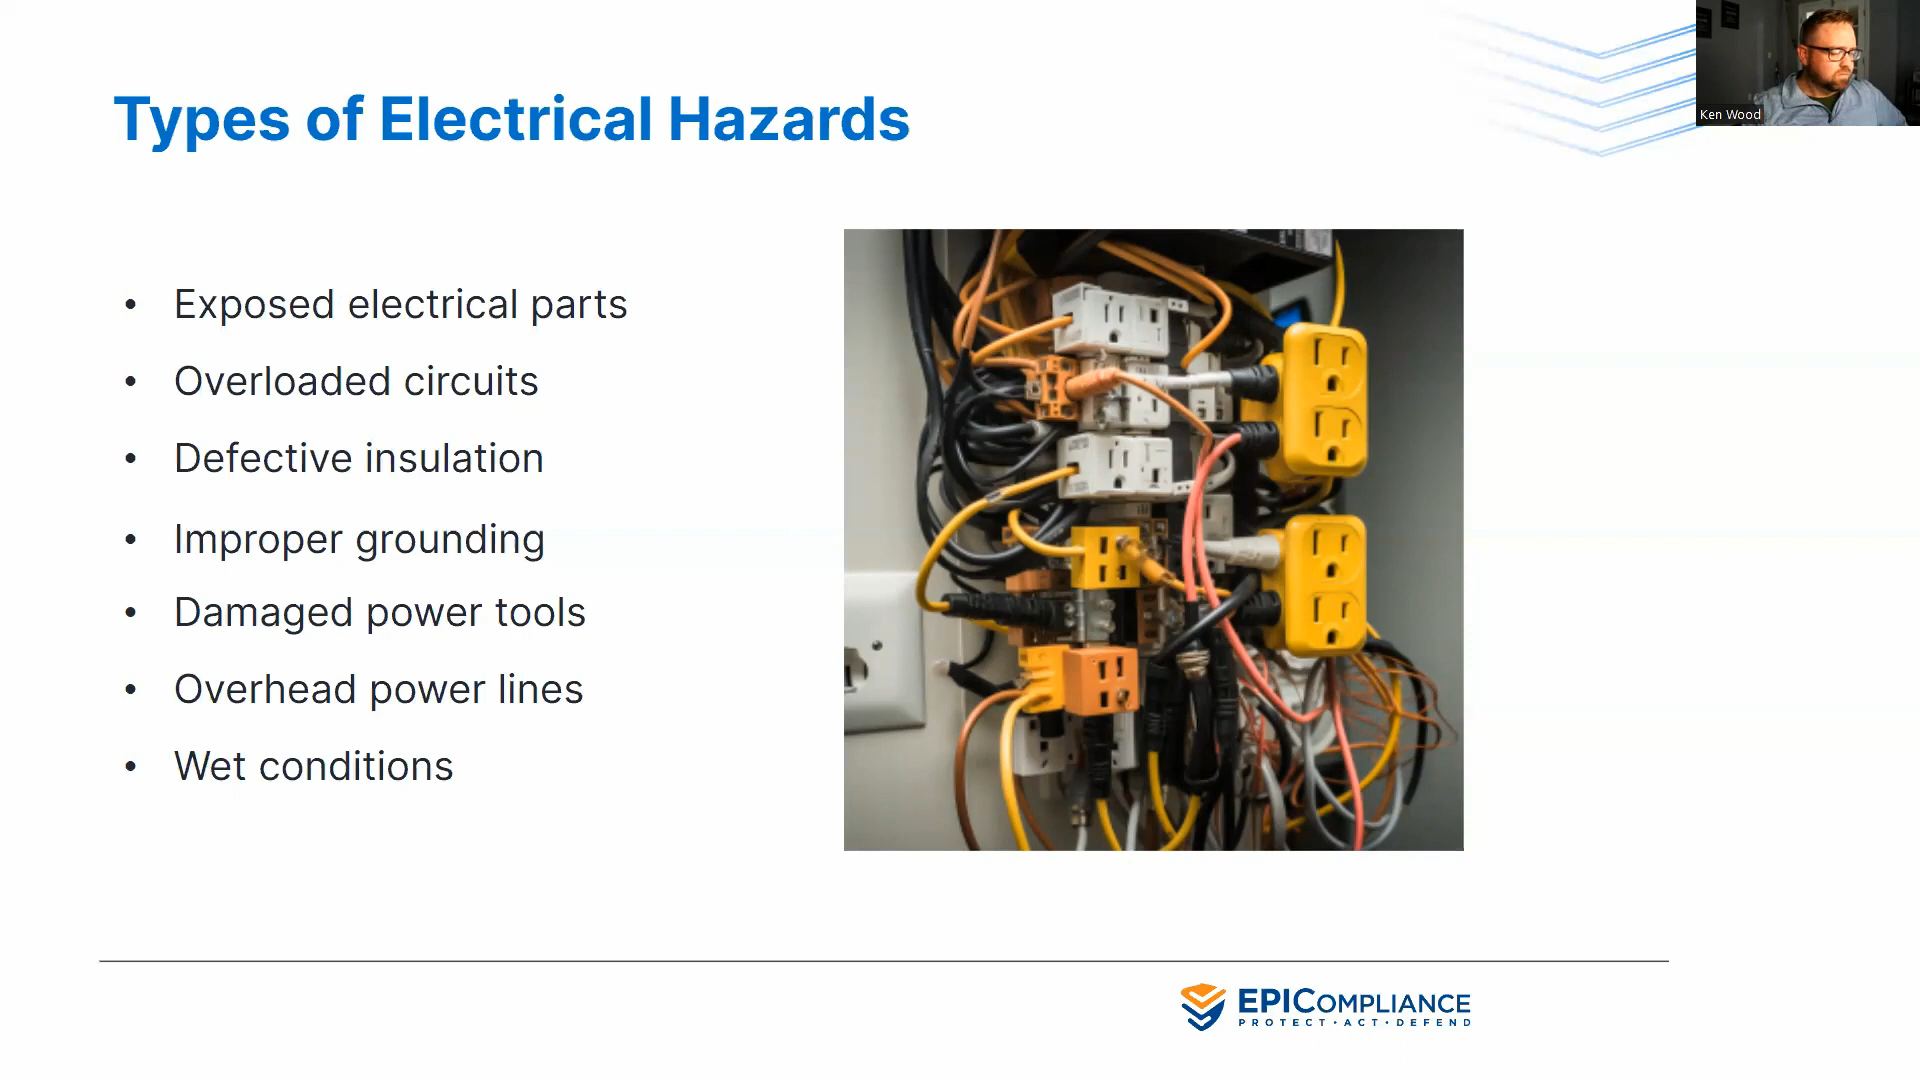 Types of Electrical Hazards
Ken Wood
• Exposed electrical parts
• Overloaded circuits
• Defective insulation
• Improper grounding
• Damaged power tools
• Overhead power lines
• Wet conditions
EPICOMPLIANCE
PROTECT • ACT • DEFEND